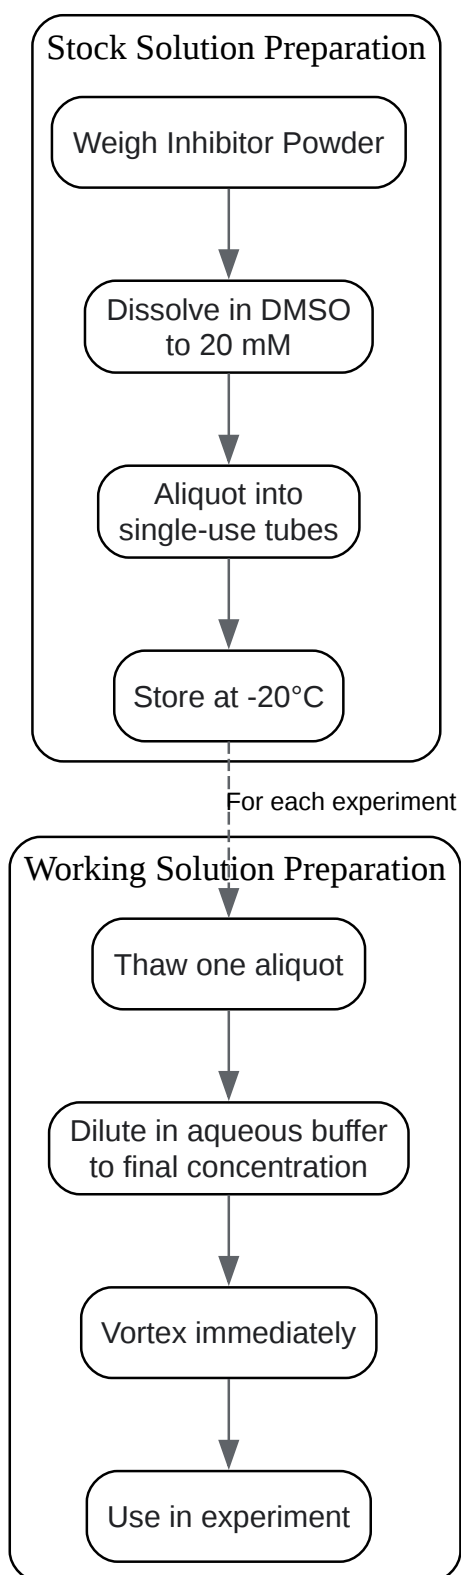 Stock Solution Preparation
Weigh Inhibitor Powder
Dissolve in DMSO
to 20 mM
Aliquot into
single-use tubes
Store at -20°C
For each experiment
Working Solution Preparation
Thaw one aliquot
Dilute in aqueous buffer
to final concentration
Vortex immediately
Use in experiment